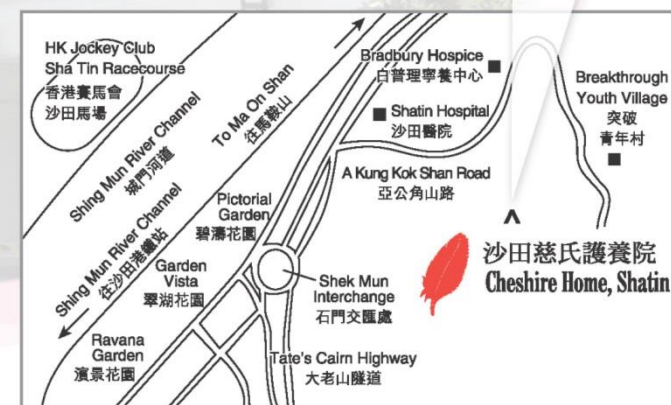 HK Jockey Club
Sha Tin Racecourse
香港賽馬會
沙田馬場
Shing Mun River Channel
城門河道
To Ma On Shan
往馬鞍山
Bradbury Hospice
白普理寧養中心
Shatin Hospital
沙田醫院
Breakthrough
Youth Village
突破
青年村
A Kung Kok Shan Road
亞公角山路
Pictorial
Garden
碧濤花園
Shing Mun River Channel
往沙田港鐵站
Garden
Vista
翠湖花園
Shek Mun
Interchange
石門交匯處
沙田慈氏護養院
Cheshire Home, Shatin
Ravana
Garden
濱景花園
Tate's Cairn Highway
大老山隧道